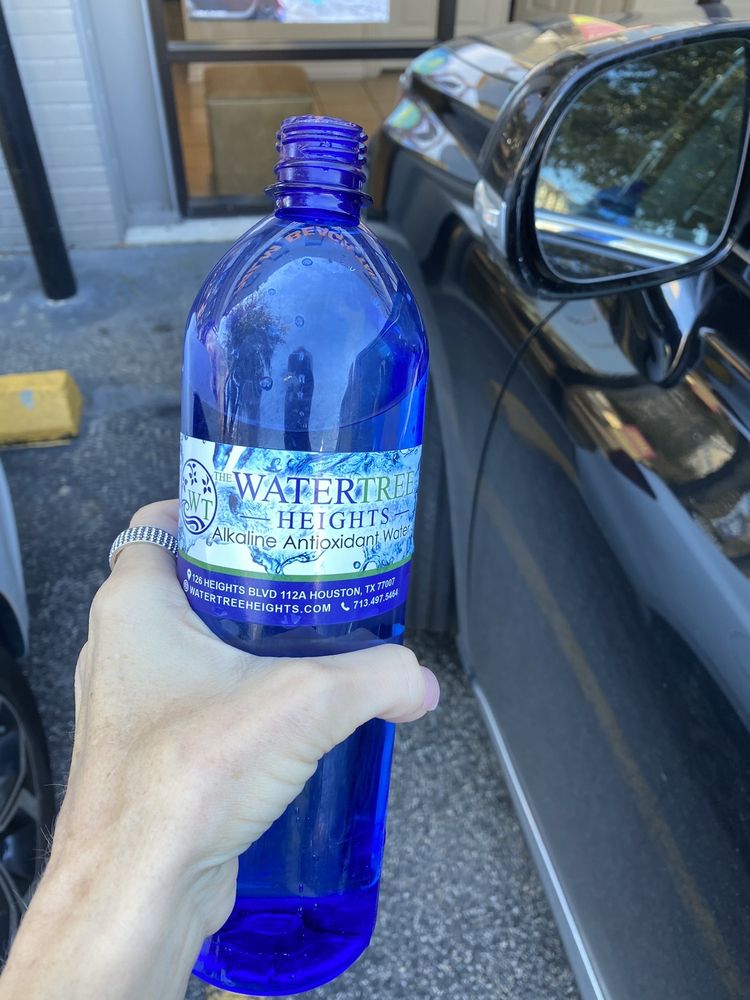 THE WATERTREE
WT
HEIGHTS
Alkaline Antioxidant Water
126 HEIGHTS BLVD 112A HOUSTON, TX 77007
WATERTREEHEIGHTS.COM 713.497.5464